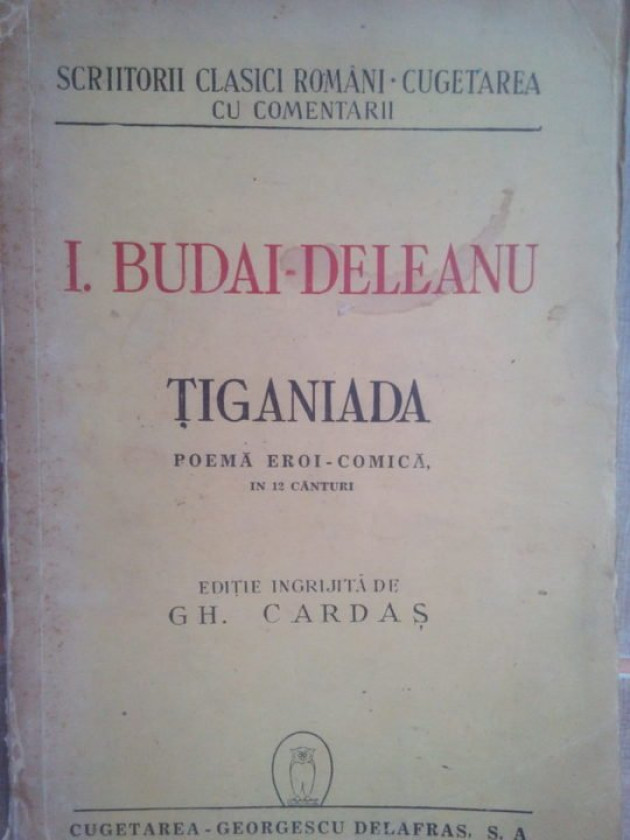 SCRIITORII CLASICI ROMÂNI · CUGETAREA
CU COMENTARII
I. BUDAI-DELEANU
ȚIGANIADA
POEMĂ EROI-COMICĂ,
IN 12 CÂNTURI
EDIȚIE INGRIJITĂ DE
GH. CARDAȘ
CUGETAREA - GEORGESCU DELAFRAS, S. A